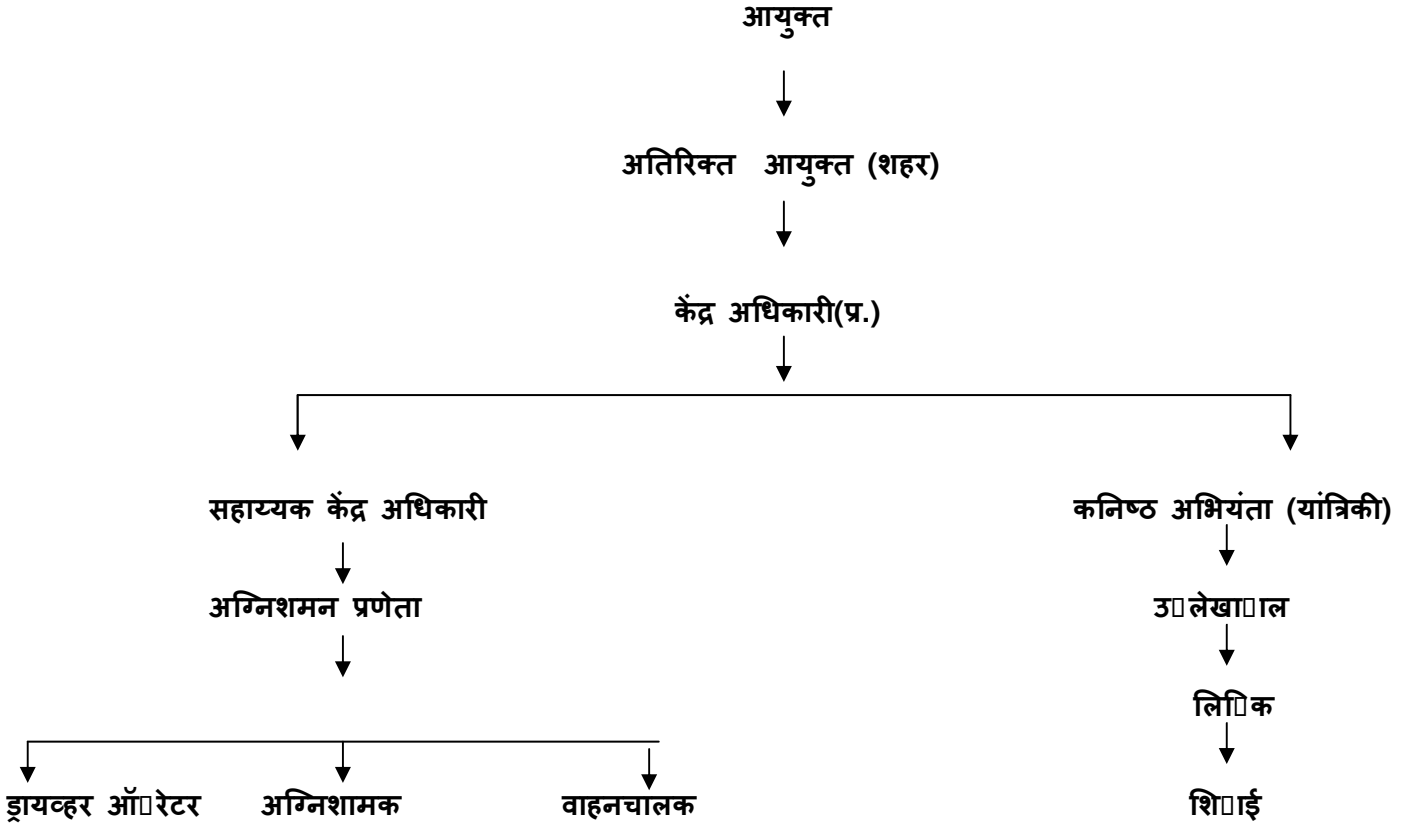 आयुक्त
अतिरिक्त आयुक्त (शहर)
केंद्र अधिकारी(प्र.)
सहाय्यक केंद्र अधिकारी
कनिष्ठ अभियंता (यांत्रिकी)
अग्निशमन प्रणेता
उ▯लेखा▯ाल
लि▯िक
ड्रायव्हर ऑ▯रेटर
अग्निशामक
वाहनचालक
शि▯ाई